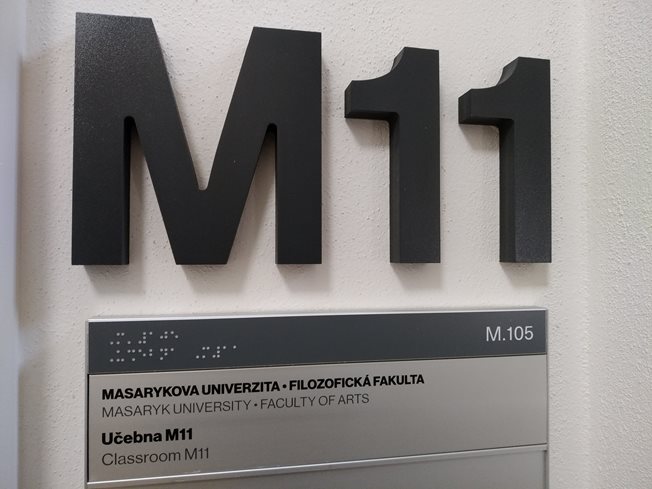 M11
M.105
MASARYKOVA UNIVERZITA • FILOZOFICKÁ FAKULTA
MASARYK UNIVERSITY • FACULTY OF ARTS
Učebna M11
Classroom M11